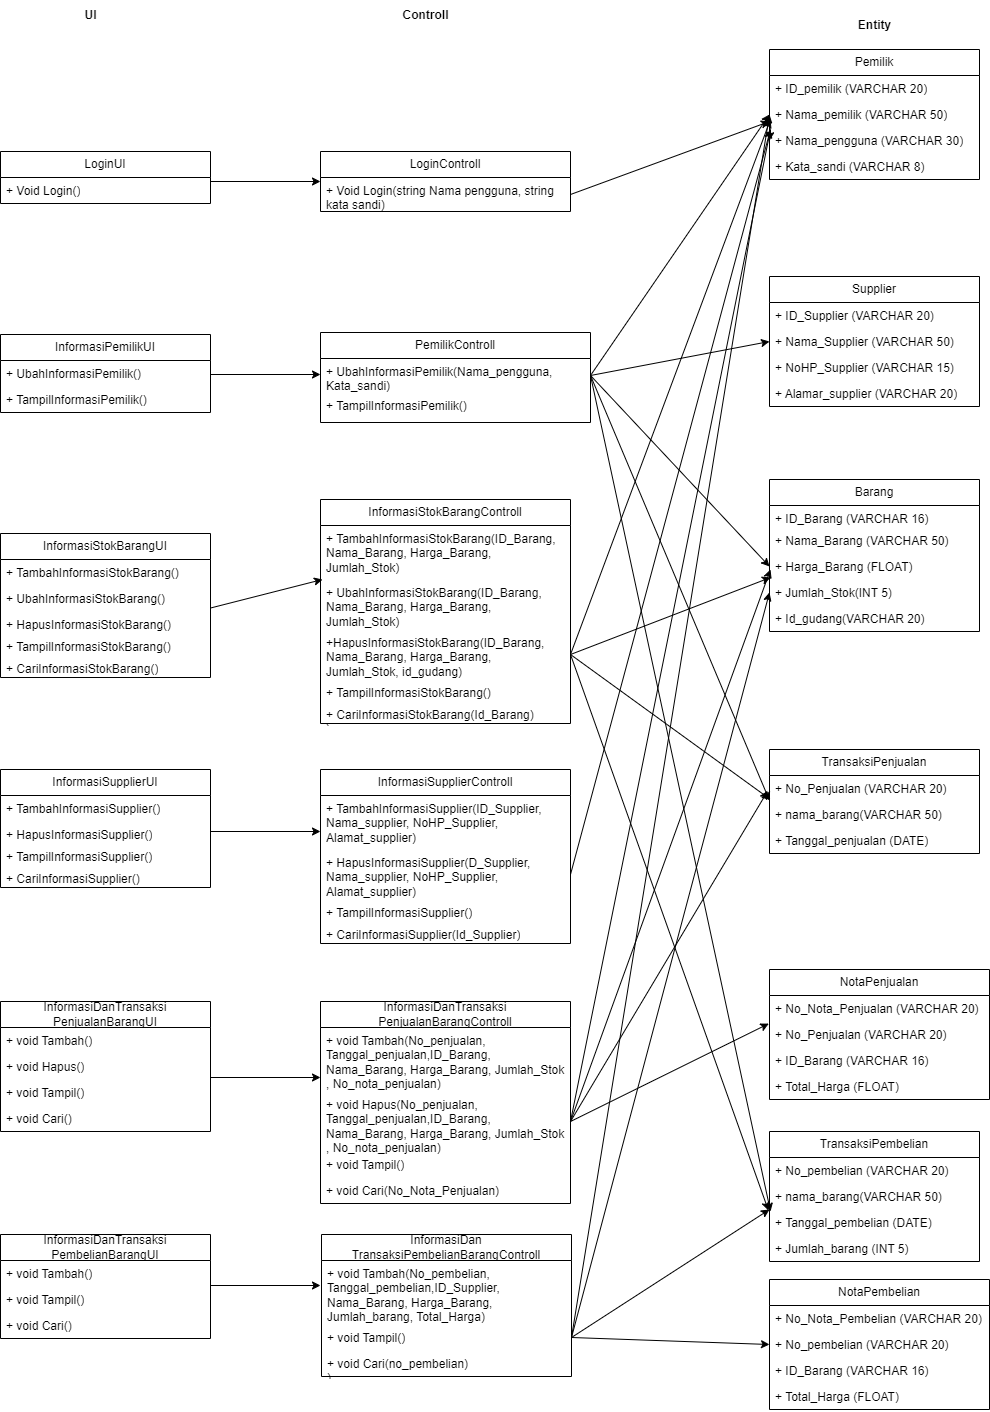 UI
Controll
Entity
Pemilik
+ ID_pemilik (VARCHAR 20)
+ Nama_pemilik (VARCHAR 50)
+ Nama_pengguna (VARCHAR 30)
+ Kata_sandi (VARCHAR 8)
LoginUI
+ Void Login()
LoginControll
+ Void Login(string Nama pengguna, string
kata sandi)
Supplier
+ ID_Supplier (VARCHAR 20)
+ Nama_Supplier (VARCHAR 50)
+ NoHP_Supplier (VARCHAR 15)
+ Alamar_supplier (VARCHAR 20)
InformasiPemilikUI
+ UbahInformasiPemilik()
+ TampilInformasiPemilik()
PemilikControll
+ UbahInformasiPemilik(Nama_pengguna,
Kata_sandi)
+ TampilInformasiPemilik()
Barang
+ ID_Barang (VARCHAR 16)
+ Nama_Barang (VARCHAR 50)
+ Harga_Barang (FLOAT)
+ Jumlah_Stok(INT 5)
+ Id_gudang(VARCHAR 20)
InformasiStokBarangUI
+ TambahInformasiStokBarang()
+ UbahInformasiStokBarang()
+ HapusInformasiStokBarang()
+ TampilInformasiStokBarang()
+ CariInformasiStokBarang()
InformasiStokBarangControll
+ TambahInformasiStokBarang(ID_Barang,
Nama_Barang, Harga_Barang,
Jumlah_Stok)
+ UbahInformasiStokBarang(ID_Barang,
Nama_Barang, Harga_Barang,
Jumlah_Stok)
+HapusInformasiStokBarang(ID_Barang,
Nama_Barang, Harga_Barang,
Jumlah_Stok, id_gudang)
+ TampilInformasiStokBarang()
+ CariInformasiStokBarang(Id_Barang)
TransaksiPenjualan
+ No_Penjualan (VARCHAR 20)
+ nama_barang(VARCHAR 50)
+ Tanggal_penjualan (DATE)
InformasiSupplierUI
+ TambahInformasiSupplier()
+ HapusInformasiSupplier()
+ TampilInformasiSupplier()
+ CariInformasiSupplier()
InformasiSupplierControll
+ TambahInformasiSupplier(ID_Supplier,
Nama_supplier, NoHP_Supplier,
Alamat_supplier)
+ HapusInformasiSupplier(D_Supplier,
Nama_supplier, NoHP_Supplier,
Alamat_supplier)
+ TampilInformasiSupplier()
+ CariInformasiSupplier(Id_Supplier)
NotaPenjualan
+ No_Nota_Penjualan (VARCHAR 20)
+ No_Penjualan (VARCHAR 20)
+ ID_Barang (VARCHAR 16)
+ Total_Harga (FLOAT)
InformasiDanTransaksi
PenjualanBarangUI
+ void Tambah()
+ void Hapus()
+ void Tampil()
+ void Cari()
InformasiDanTransaksi
PenjualanBarangControll
+ void Tambah(No_penjualan,
Tanggal_penjualan,ID_Barang,
Nama_Barang, Harga_Barang, Jumlah_Stok
, No_nota_penjualan)
+ void Hapus(No_penjualan,
Tanggal_penjualan,ID_Barang,
Nama_Barang, Harga_Barang, Jumlah_Stok
, No_nota_penjualan)
+ void Tampil()
+ void Cari(No_Nota_Penjualan)
TransaksiPembelian
+ No_pembelian (VARCHAR 20)
+ nama_barang(VARCHAR 50)
+ Tanggal_pembelian (DATE)
+ Jumlah_barang (INT 5)
InformasiDanTransaksi
PembelianBarangUI
+ void Tambah()
+ void Tampil()
+ void Cari()
InformasiDan
TransaksiPembelianBarangControll
+ void Tambah(No_pembelian,
Tanggal_pembelian,ID_Supplier,
Nama_Barang, Harga_Barang,
Jumlah_barang, Total_Harga)
+ void Tampil()
+ void Cari(no_pembelian)
NotaPembelian
+ No_Nota_Pembelian (VARCHAR 20)
+ No_pembelian (VARCHAR 20)
+ ID_Barang (VARCHAR 16)
+ Total_Harga (FLOAT)